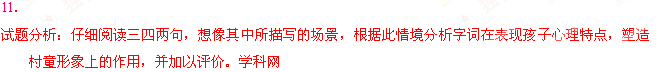 11.
试题分析：仔细阅读三四两句，想像其中所描写的场景，根据此情境分析字词在表现孩子心理特点，塑造
村童形象上的作用，并加以评价。学科网